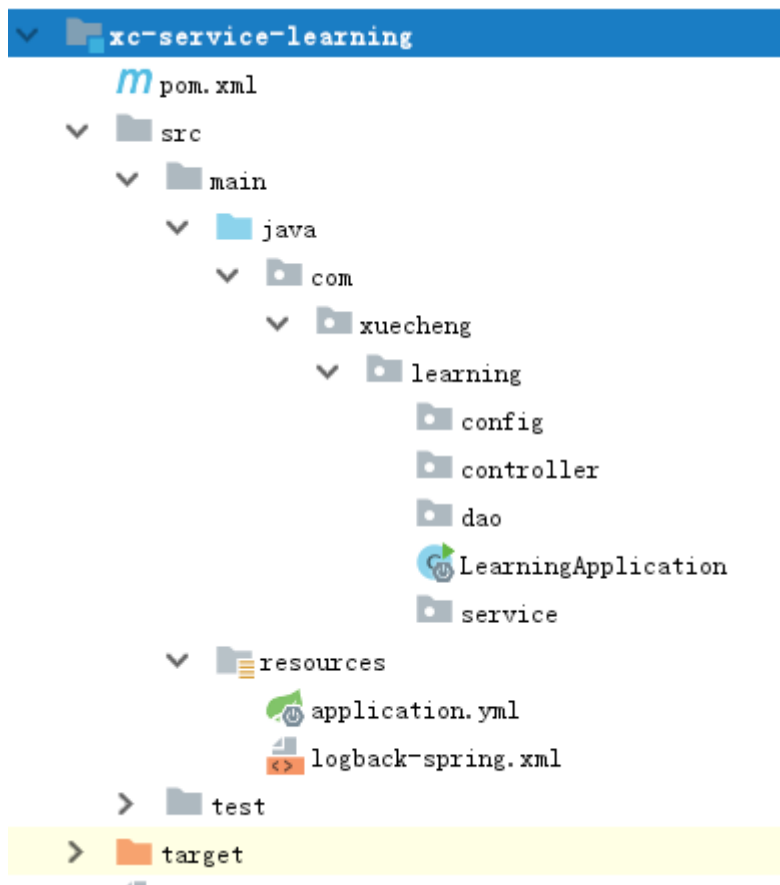 xc-service-learning
pom.xml
src
main
java
com
xuecheng
learning
config
controller
dao
LearningApplication
service
resources
application.yml
logback-spring.xml
test
target